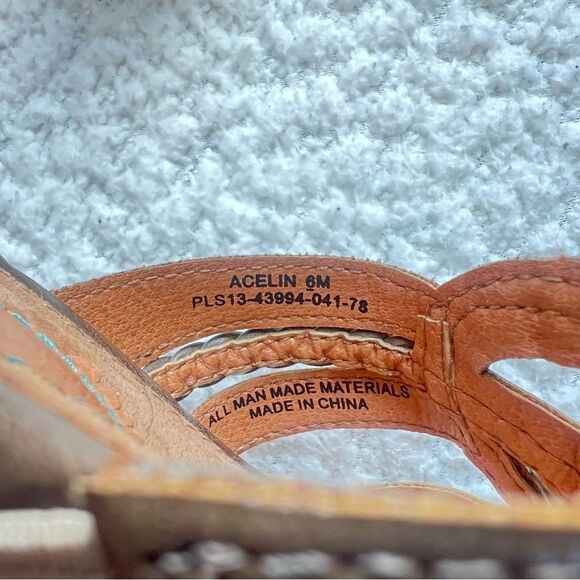 ACELIN 6M
PLS13-43994-041-78
ALL MAN MADE MATERIALS
MADE IN CHINA